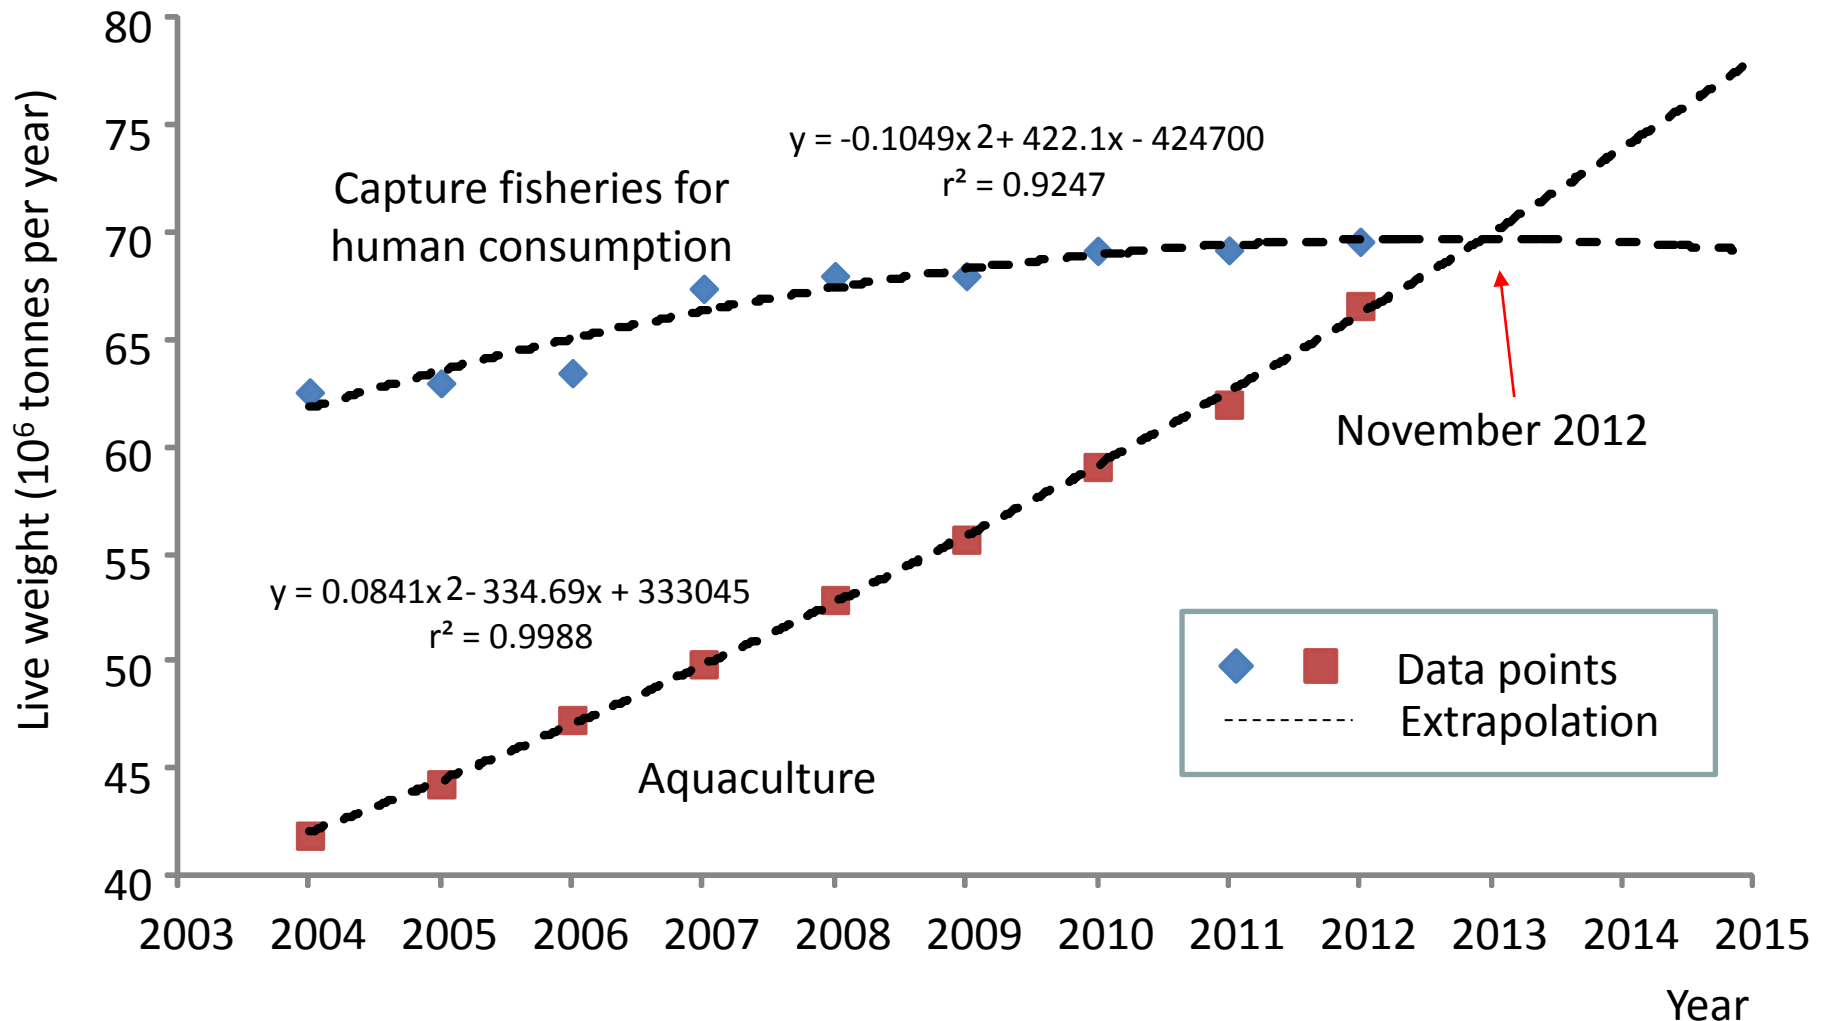 80
75
70
65
60
55
50
45
40
Live weight (10⁶ tonnes per year)
y = -0.1049x2+ 422.1x - 424700
r² = 0.9247
Capture fisheries for
human consumption
November 2012
y = 0.0841x2- 334.69x + 333045
r² = 0.9988
Aquaculture
Data points
Extrapolation
2003 2004 2005 2006 2007 2008 2009 2010 2011 2012 2013 2014 2015
Year